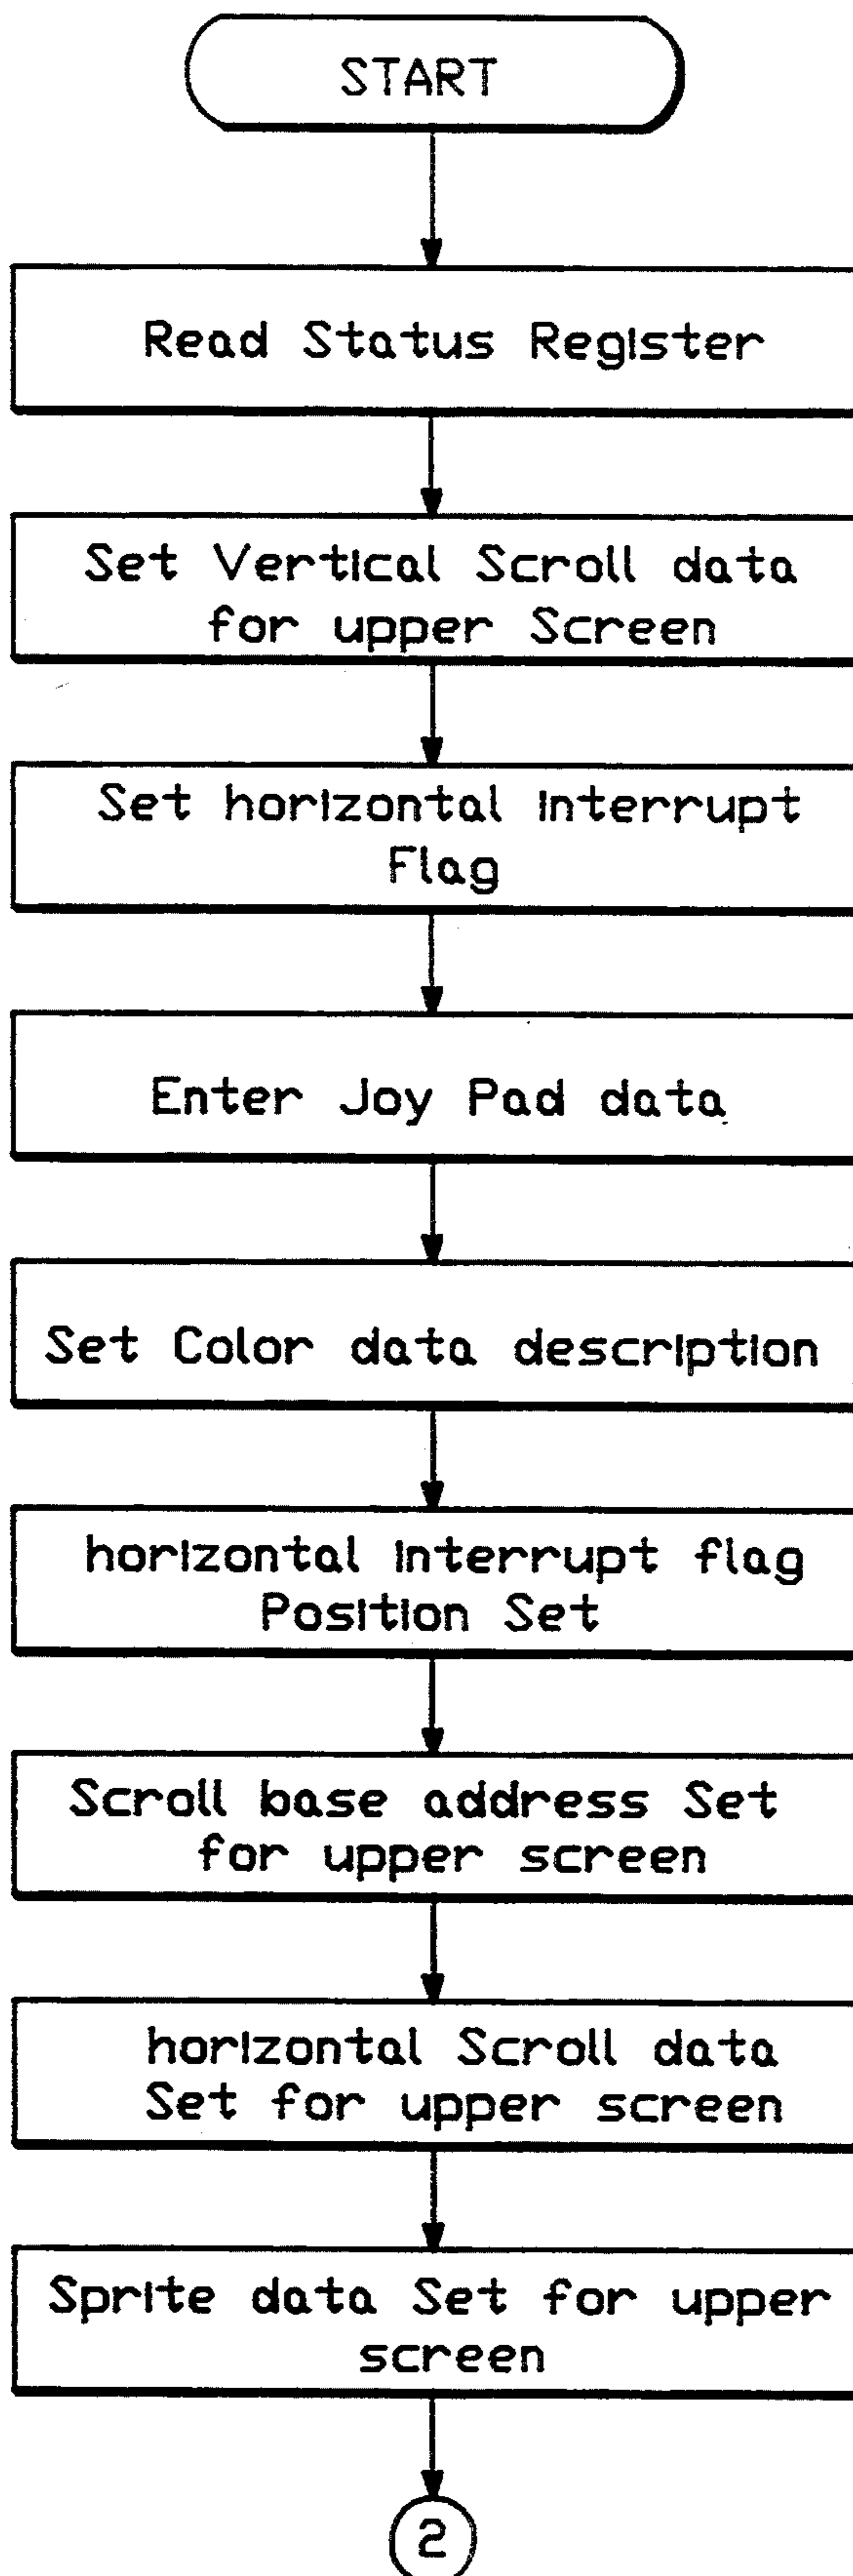 START
Read Status Register
Set Vertical Scroll data
for upper Screen
Set horizontal interrupt
Flag
Enter Joy Pad data
Set Color data description
horizontal interrupt flag
Position Set
Scroll base address Set
for upper screen
horizontal Scroll data
Set for upper screen
Sprite data Set for upper
screen
2